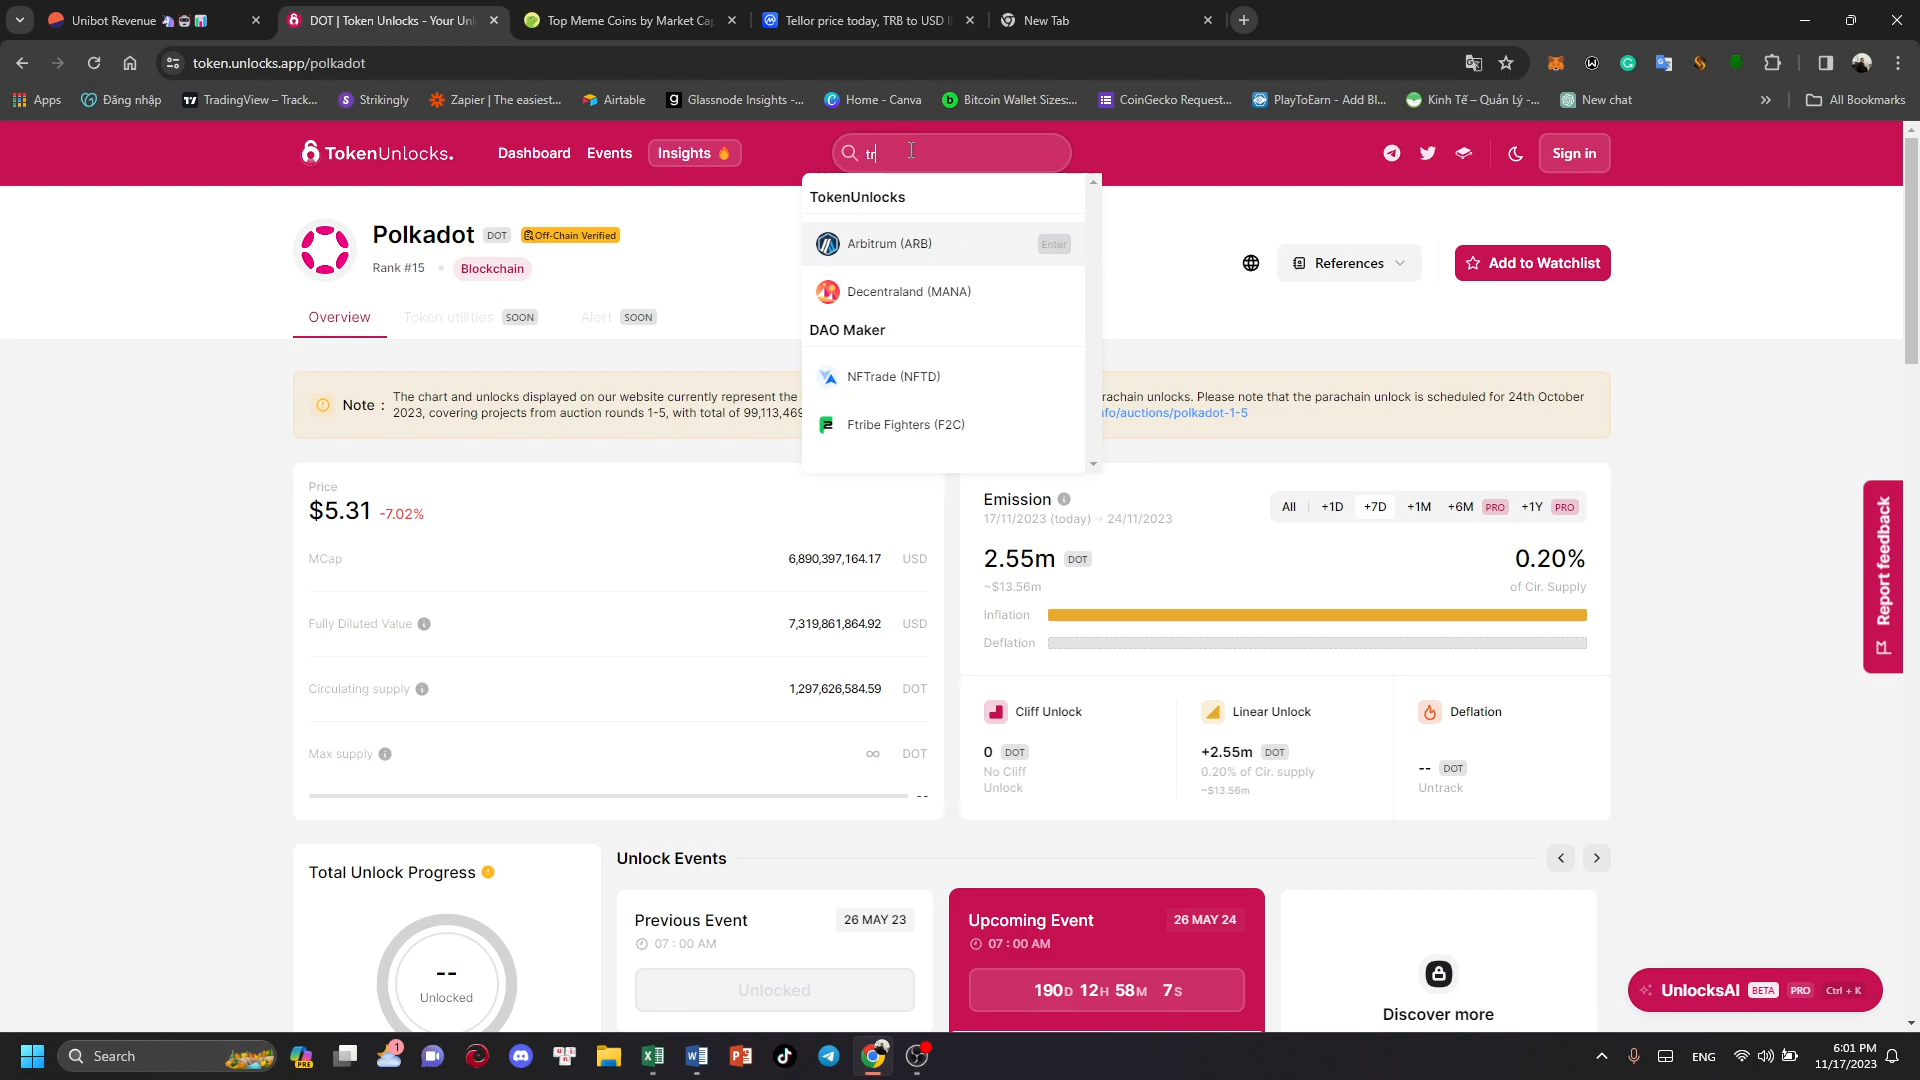 Unibot Revenue
DOT | Token Unlocks - Your Unl
Top Meme Coins by Market Ca
Tellor price today, TRB to USD li
New Tab
token.unlocks.app/polkadot
Apps
Đăng nhập
TradingView – Track...
Strikingly
Zapier | The easiest...
Airtable
Glassnode Insights -...
Home - Canva
Bitcoin Wallet Sizes:...
CoinGecko Request...
PlayToEarn - Add Bl...
Kinh Tế – Quản Lý -...
New chat
All Bookmarks
TokenUnlocks.
Dashboard
Events
Insights
tr
Sign in
TokenUnlocks
Arbitrum (ARB)
Enter
Decentraland (MANA)
DAO Maker
NFTrade (NFTD)
Ftribe Fighters (F2C)
Polkadot DOT Off-Chain Verified
Rank #15 Blockchain
References
Add to Watchlist
Overview
Token utilities SOON
Alert SOON
Note :
The chart and unlocks displayed on our website currently represent the
arachain unlocks. Please note that the parachain unlock is scheduled for 24th October
2023, covering projects from auction rounds 1-5, with total of 99,113,469
nfo/auctions/polkadot-1-5
Price
$5.31 -7.02%
MCap 6,890,397,164.17 USD
Fully Diluted Value 7,319,861,864.92 USD
Circulating supply 1,297,626,584.59 DOT
Max supply ∞ DOT
--
Emission
17/11/2023 (today) → 24/11/2023
All +1D +7D +1M +6M PRO +1Y PRO
2.55m DOT 0.20%
~$13.56m of Cir. Supply
Inflation
Deflation
Cliff Unlock
0 DOT
No Cliff
Unlock
Linear Unlock
+2.55m DOT
0.20% of Cir. supply
~$13.56m
Deflation
-- DOT
Untrack
Report feedback
Total Unlock Progress
--
Unlocked
Unlock Events
Previous Event 26 MAY 23
07 : 00 AM
Unlocked
Upcoming Event 26 MAY 24
07 : 00 AM
190D 12H 58M 7S
Discover more
UnlocksAI BETA PRO Ctrl + K
Search
PRE
1
ENG
6:01 PM
11/17/2023